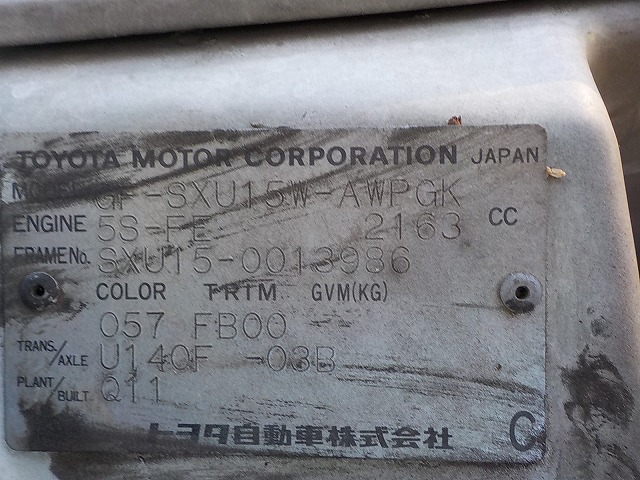 TOYOTA MOTOR CORPORATION JAPAN
MODEL GF-SXU15W-AWPGK
ENGINE 5S-FE 2163 CC
FRAME No. SXU15-0013986
COLOR TRIM GVM(KG)
057 FB00
TRANS./AXLE U140F -03B
PLANT/BUILT Q11
トヨタ自動車株式会社 C